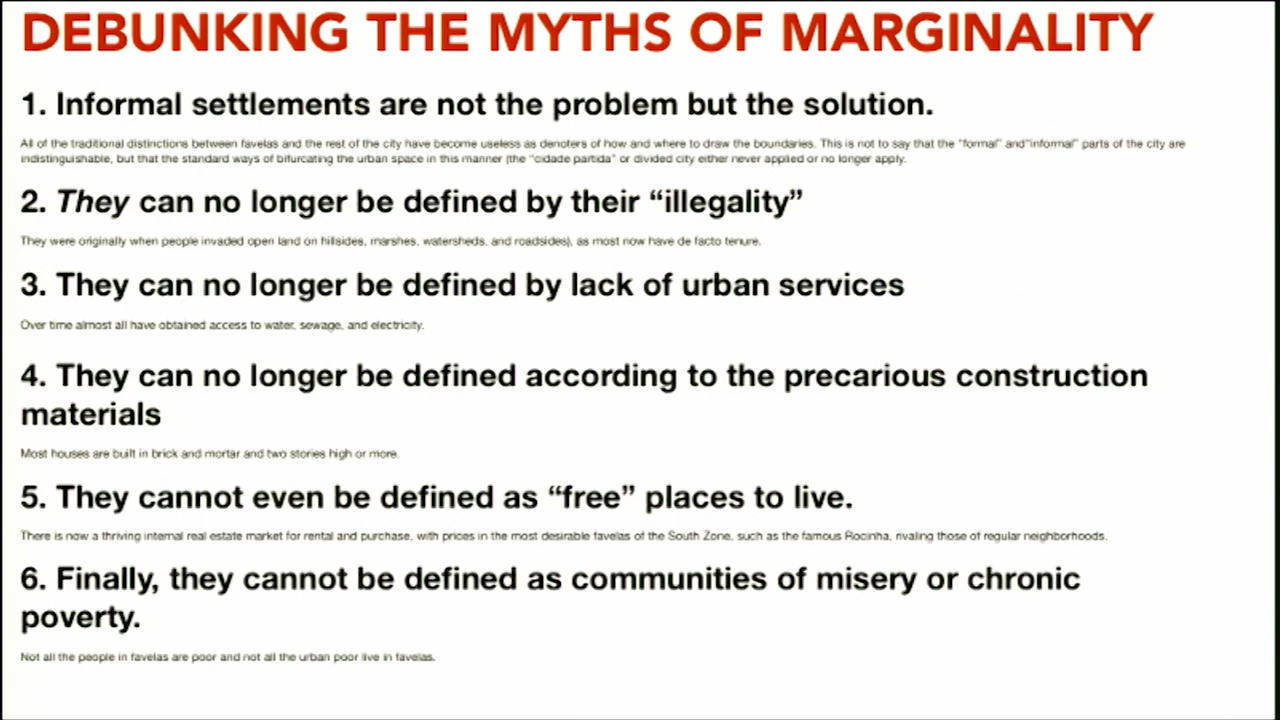 DEBUNKING THE MYTHS OF MARGINALITY
1. Informal settlements are not the problem but the solution.
All of the traditional distinctions between favelas and the rest of the city have become useless as denoters of how and where to draw the boundaries. This is not to say that the "formal" and"informal" parts of the city are
indistinguishable, but that the standard ways of bifurcating the urban space in this manner (the "cidade partida" or divided city either never applied or no longer apply.
2. They can no longer be defined by their “illegality”
They were originally when people invaded open land on hillsides, marshes, watersheds, and roadsides), as most now have de facto tenure.
3. They can no longer be defined by lack of urban services
Over time almost all have obtained access to water, sewage, and electricity.
4. They can no longer be defined according to the precarious construction
materials
Most houses are built in brick and mortar and two stories high or more.
5. They cannot even be defined as “free” places to live.
There is now a thriving internal real estate market for rental and purchase, with prices in the most desirable favelas of the South Zone, such as the famous Rocinha, rivaling those of regular neighborhoods.
6. Finally, they cannot be defined as communities of misery or chronic
poverty.
Not all the people in favelas are poor and not all the urban poor live in favelas.